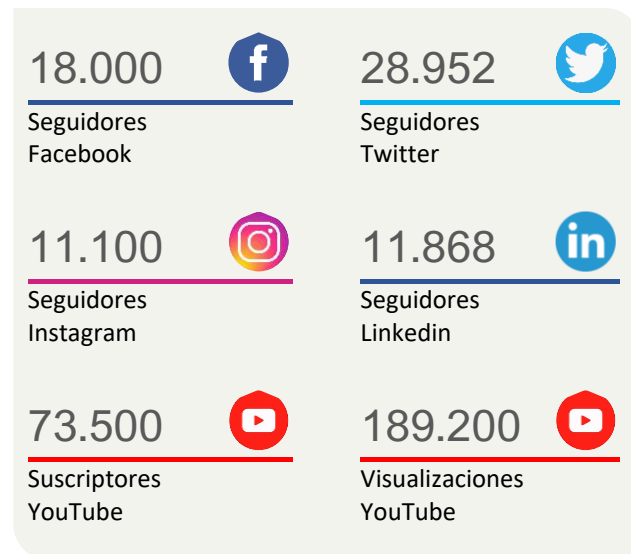 18.000
Seguidores
Facebook
28.952
Seguidores
Twitter
11.100
Seguidores
Instagram
11.868
Seguidores
Linkedin
73.500
Suscriptores
YouTube
189.200
Visualizaciones
YouTube